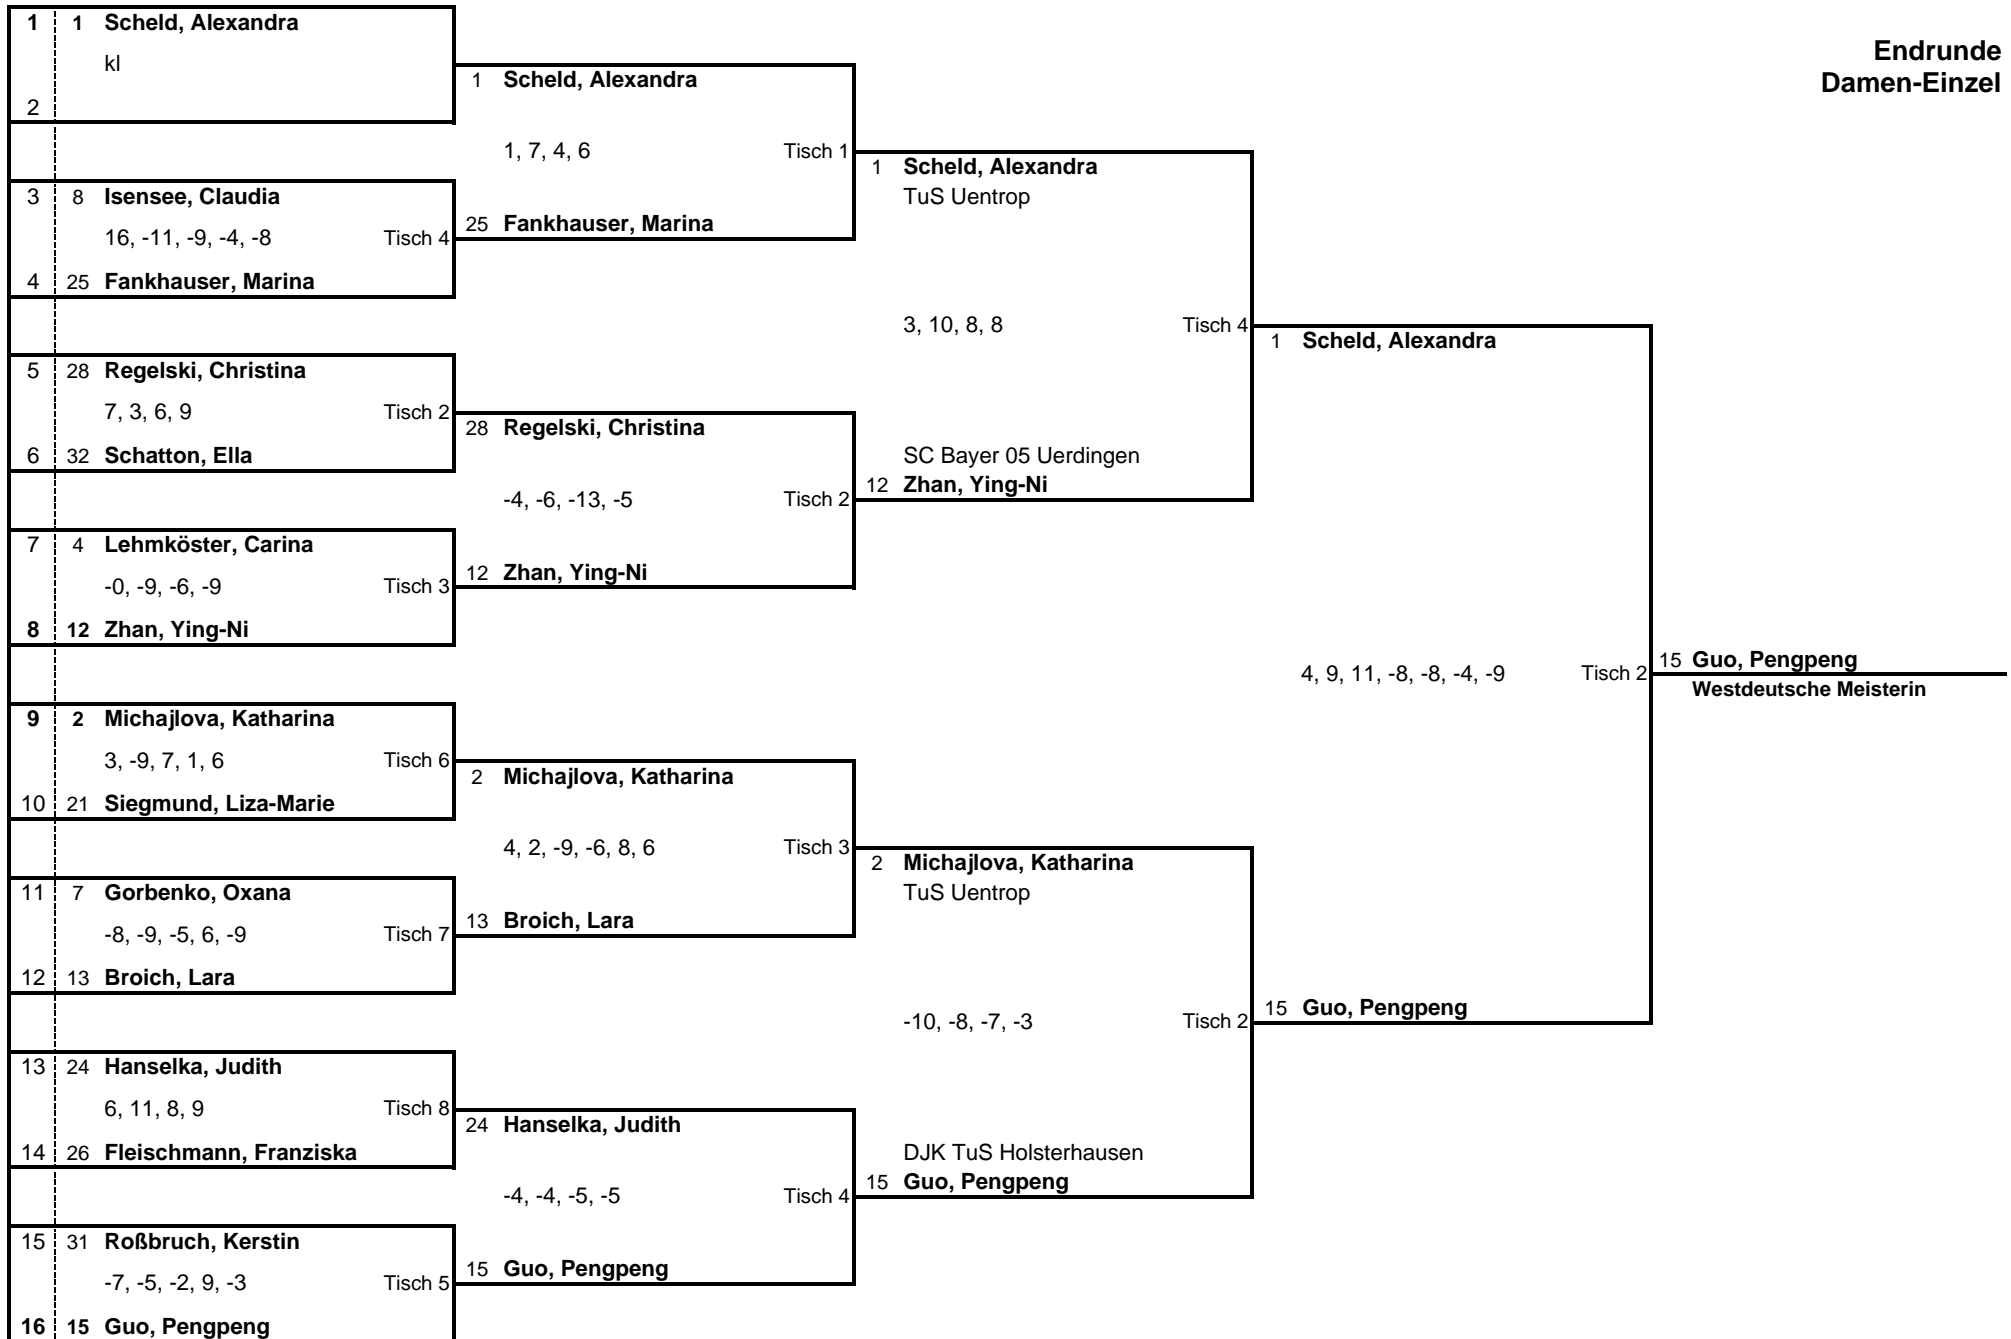 Endrunde
Damen-Einzel
1 1 Scheld, Alexandra
kl
2
3 8 Isensee, Claudia
16, -11, -9, -4, -8 Tisch 4
4 25 Fankhauser, Marina
5 28 Regelski, Christina
7, 3, 6, 9 Tisch 2
6 32 Schatton, Ella
7 4 Lehmköster, Carina
-0, -9, -6, -9 Tisch 3
8 12 Zhan, Ying-Ni
9 2 Michajlova, Katharina
3, -9, 7, 1, 6 Tisch 6
10 21 Siegmund, Liza-Marie
11 7 Gorbenko, Oxana
-8, -9, -5, 6, -9 Tisch 7
12 13 Broich, Lara
13 24 Hanselka, Judith
6, 11, 8, 9 Tisch 8
14 26 Fleischmann, Franziska
15 31 Roßbruch, Kerstin
-7, -5, -2, 9, -3 Tisch 5
16 15 Guo, Pengpeng
1 Scheld, Alexandra
1, 7, 4, 6 Tisch 1
25 Fankhauser, Marina
28 Regelski, Christina
-4, -6, -13, -5 Tisch 2
12 Zhan, Ying-Ni
2 Michajlova, Katharina
4, 2, -9, -6, 8, 6 Tisch 3
13 Broich, Lara
24 Hanselka, Judith
-4, -4, -5, -5 Tisch 4
15 Guo, Pengpeng
1 Scheld, Alexandra
TuS Uentrop
3, 10, 8, 8 Tisch 4
SC Bayer 05 Uerdingen
12 Zhan, Ying-Ni
2 Michajlova, Katharina
TuS Uentrop
-10, -8, -7, -3 Tisch 2
DJK TuS Holsterhausen
15 Guo, Pengpeng
1 Scheld, Alexandra
4, 9, 11, -8, -8, -4, -9 Tisch 2
15 Guo, Pengpeng
15 Guo, Pengpeng
Westdeutsche Meisterin